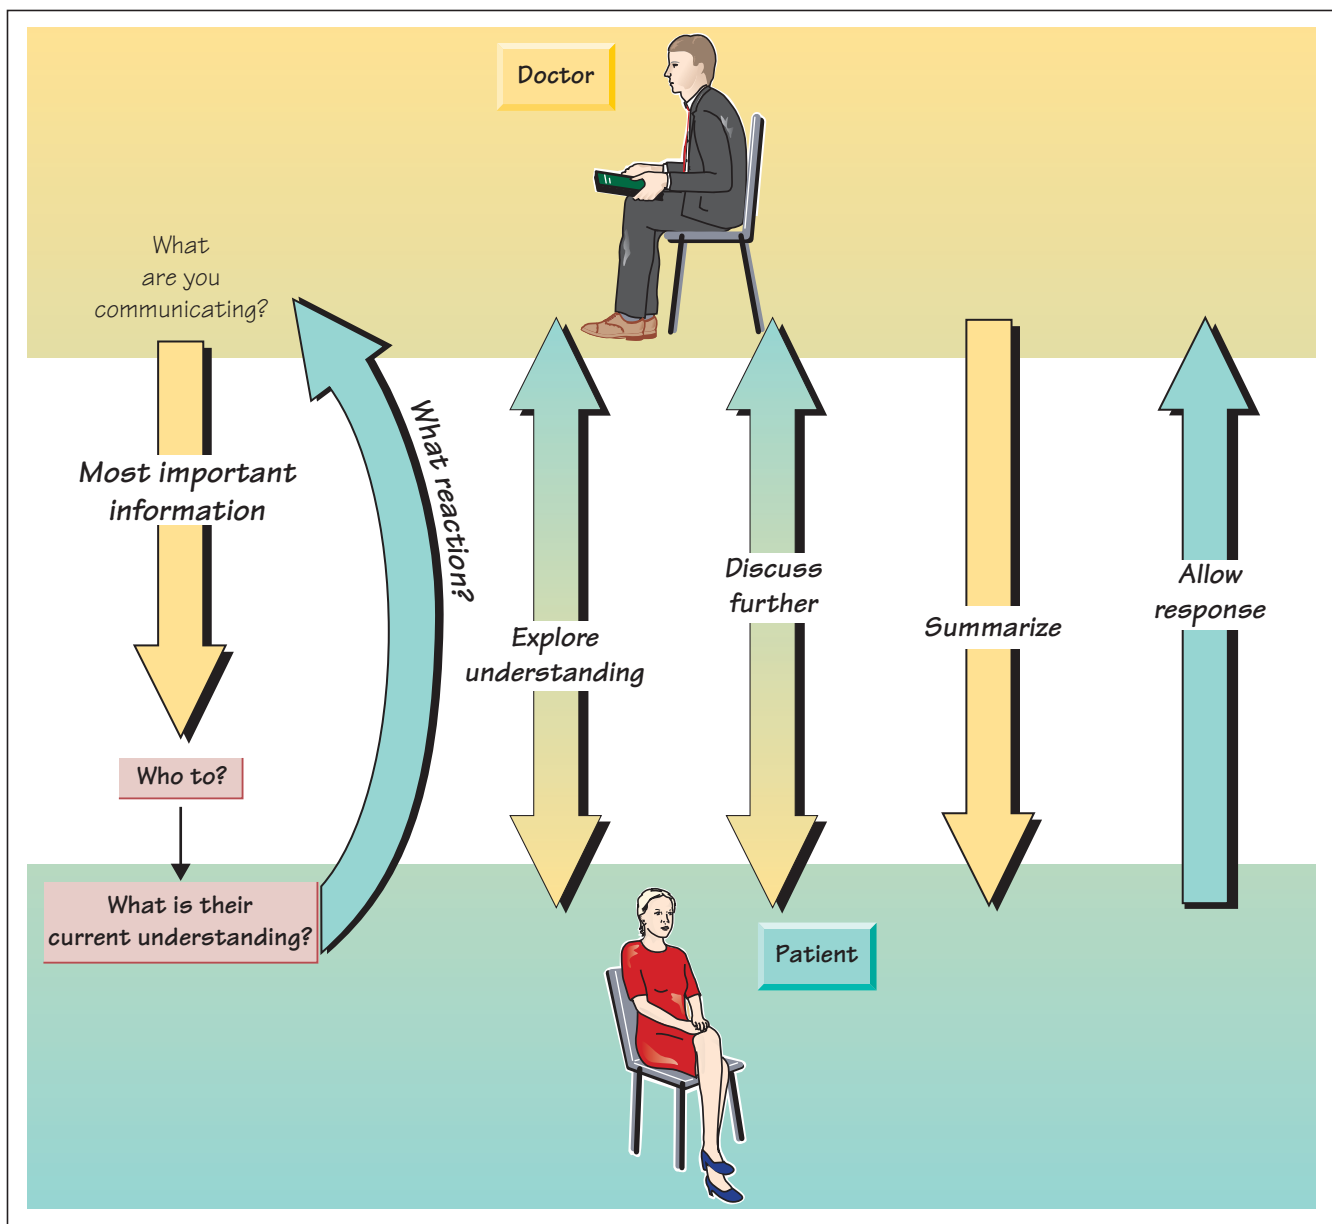 Doctor
What
are you
communicating?
Most important
information
What reaction?
Who to?
What is their
current understanding?
Explore
understanding
Discuss
further
Summarize
Allow
response
Patient